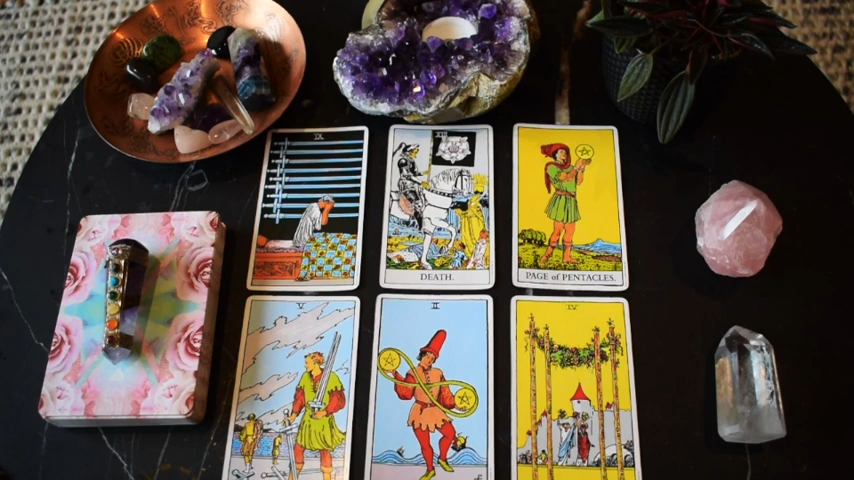 IX
XIII
DEATH.
PAGE of PENTACLES.
V
II
IV